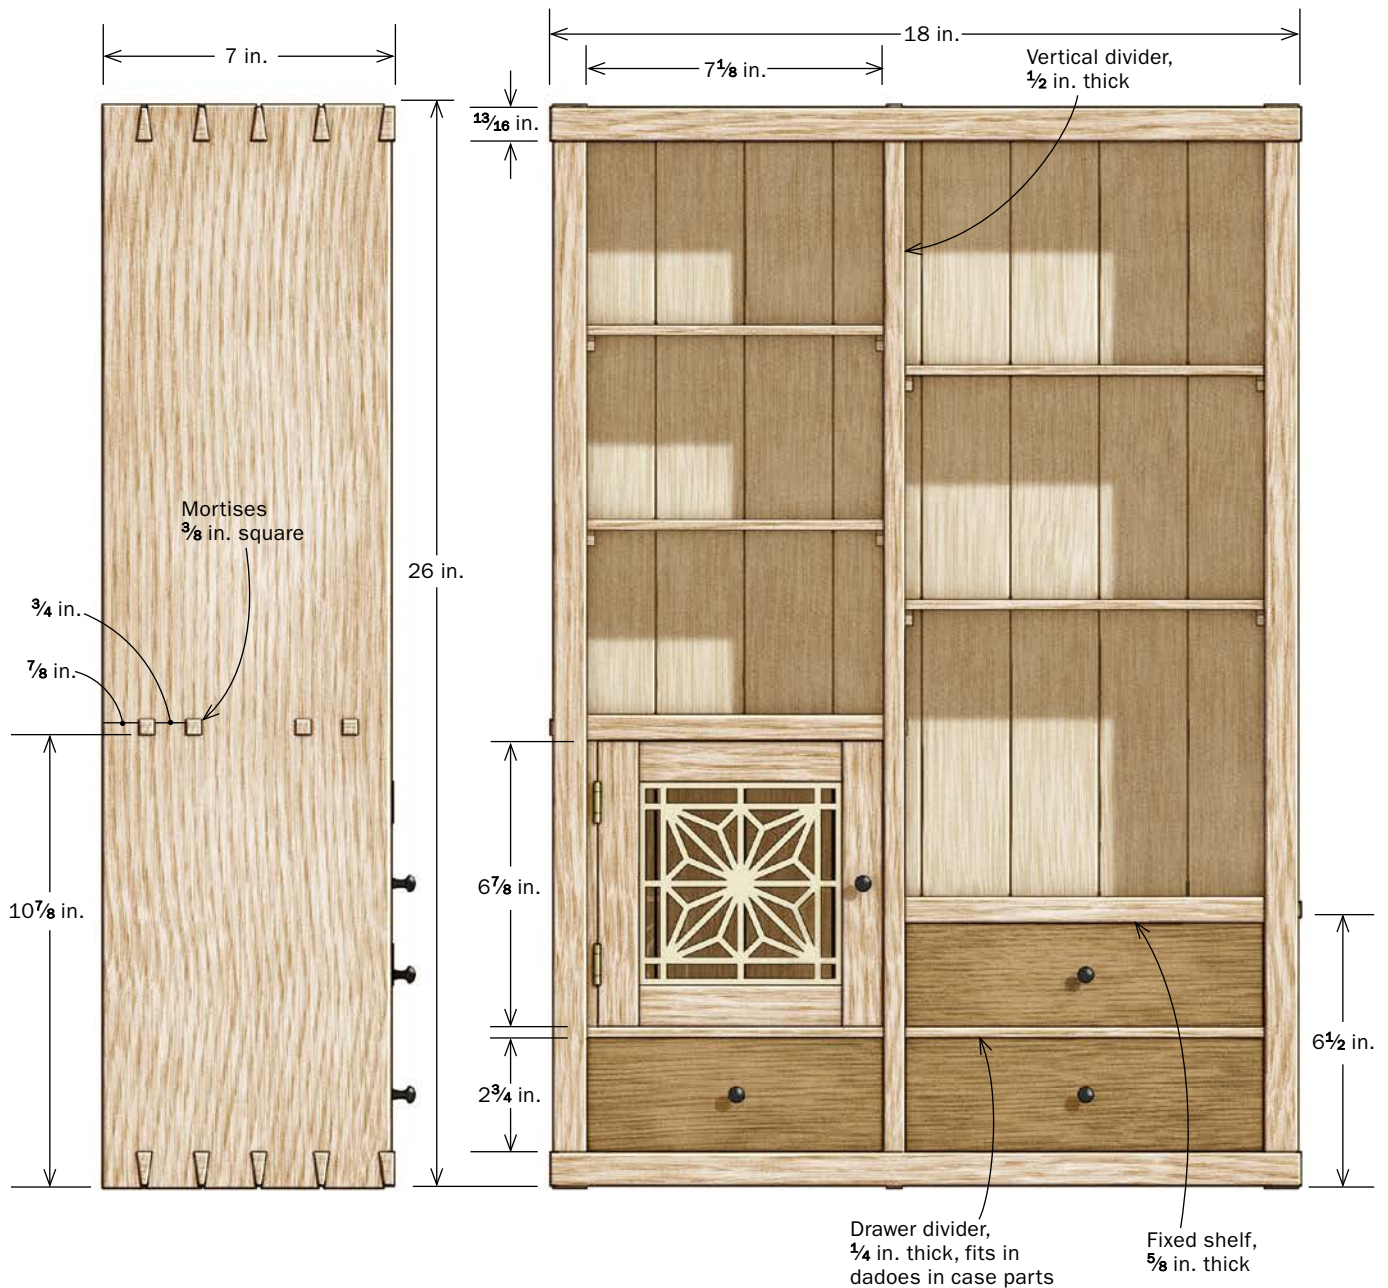 7 in.
18 in.
7⅛ in.
Vertical divider,
½ in. thick
13⁄16 in.
Mortises
⅜ in. square
26 in.
¾ in.
⅞ in.
10⅞ in.
6⅞ in.
2¾ in.
6½ in.
Drawer divider,
¼ in. thick, fits in
dadoes in case parts
Fixed shelf,
⅝ in. thick